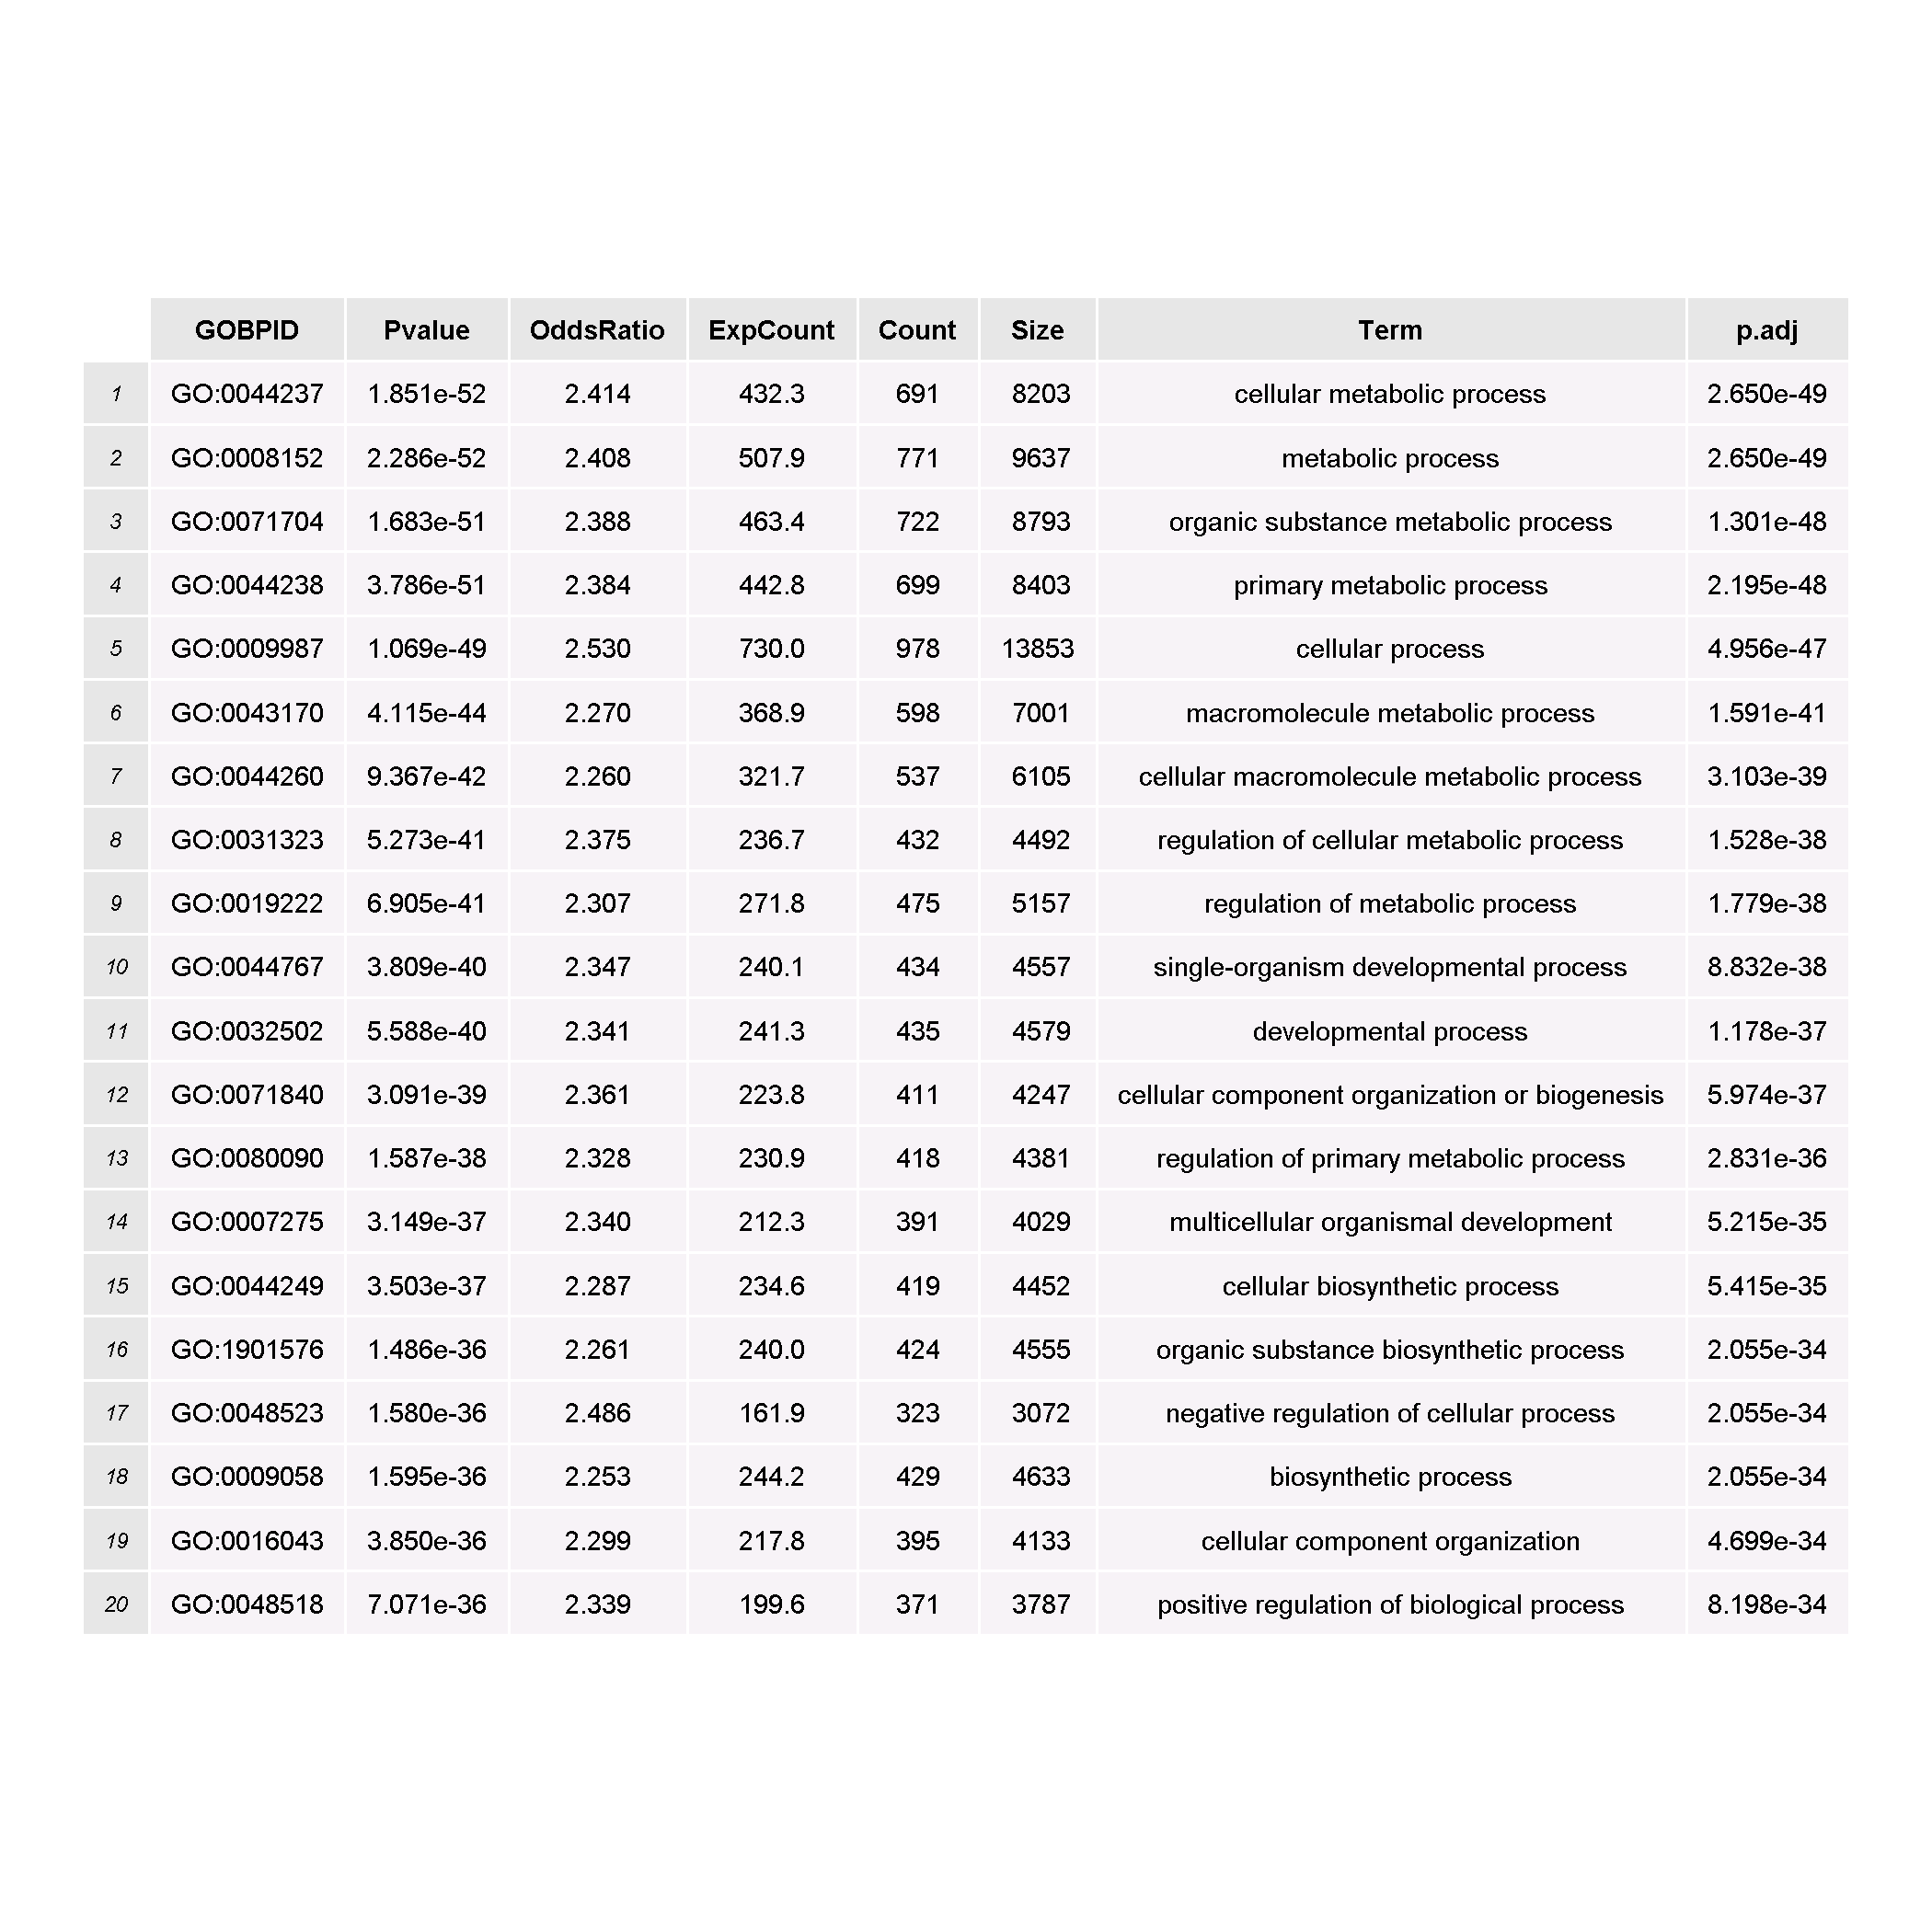 GOBPID Pvalue OddsRatio ExpCount Count Size Term p.adj
1 GO:0044237 1.851e-52 2.414 432.3 691 8203 cellular metabolic process 2.650e-49
2 GO:0008152 2.286e-52 2.408 507.9 771 9637 metabolic process 2.650e-49
3 GO:0071704 1.683e-51 2.388 463.4 722 8793 organic substance metabolic process 1.301e-48
4 GO:0044238 3.786e-51 2.384 442.8 699 8403 primary metabolic process 2.195e-48
5 GO:0009987 1.069e-49 2.530 730.0 978 13853 cellular process 4.956e-47
6 GO:0043170 4.115e-44 2.270 368.9 598 7001 macromolecule metabolic process 1.591e-41
7 GO:0044260 9.367e-42 2.260 321.7 537 6105 cellular macromolecule metabolic process 3.103e-39
8 GO:0031323 5.273e-41 2.375 236.7 432 4492 regulation of cellular metabolic process 1.528e-38
9 GO:0019222 6.905e-41 2.307 271.8 475 5157 regulation of metabolic process 1.779e-38
10 GO:0044767 3.809e-40 2.347 240.1 434 4557 single-organism developmental process 8.832e-38
11 GO:0032502 5.588e-40 2.341 241.3 435 4579 developmental process 1.178e-37
12 GO:0071840 3.091e-39 2.361 223.8 411 4247 cellular component organization or biogenesis 5.974e-37
13 GO:0080090 1.587e-38 2.328 230.9 418 4381 regulation of primary metabolic process 2.831e-36
14 GO:0007275 3.149e-37 2.340 212.3 391 4029 multicellular organismal development 5.215e-35
15 GO:0044249 3.503e-37 2.287 234.6 419 4452 cellular biosynthetic process 5.415e-35
16 GO:1901576 1.486e-36 2.261 240.0 424 4555 organic substance biosynthetic process 2.055e-34
17 GO:0048523 1.580e-36 2.486 161.9 323 3072 negative regulation of cellular process 2.055e-34
18 GO:0009058 1.595e-36 2.253 244.2 429 4633 biosynthetic process 2.055e-34
19 GO:0016043 3.850e-36 2.299 217.8 395 4133 cellular component organization 4.699e-34
20 GO:0048518 7.071e-36 2.339 199.6 371 3787 positive regulation of biological process 8.198e-34